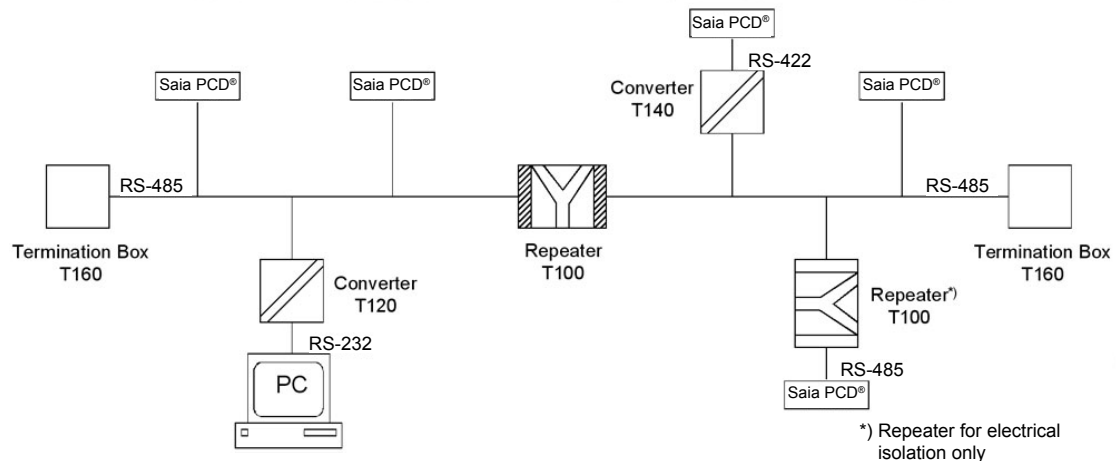 Saia PCD®
RS-422
Saia PCD®
Saia PCD®
Converter
T140
Saia PCD®
RS-485
Termination Box
T160
Repeater
T100
RS-485
Termination Box
T160
Converter
T120
RS-232
PC
Repeater*)
T100
RS-485
Saia PCD®
*) Repeater for electrical
isolation only